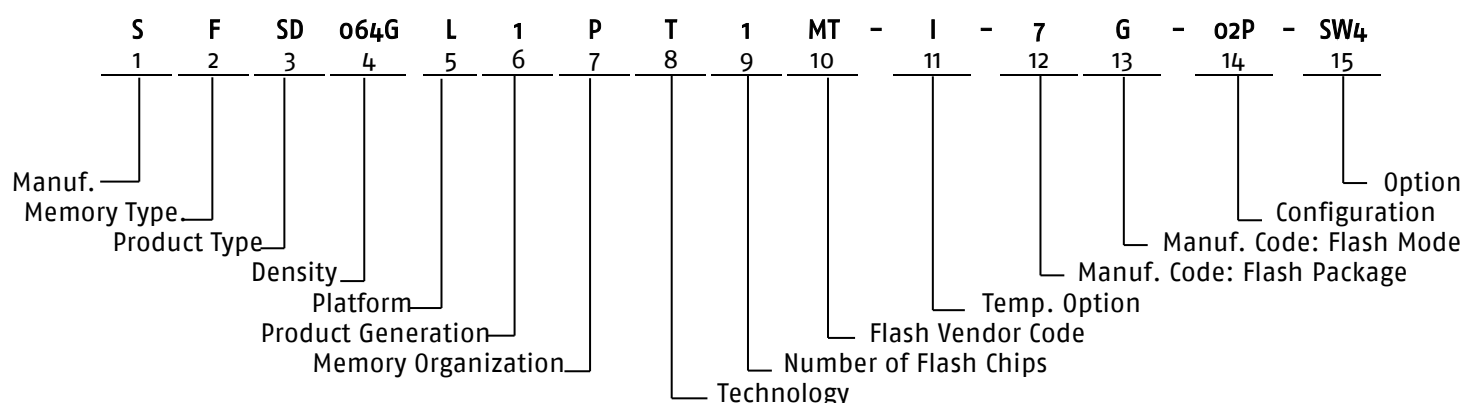 S F SD 064G L 1 P T 1 MT - I - 7 G - 02P - SW4
1 2 3 4 5 6 7 8 9 10 11 12 13 14 15
Manuf. Option
Memory Type. Configuration
Product Type Manuf. Code: Flash Mode
Density Manuf. Code: Flash Package
Platform Temp. Option
Product Generation Flash Vendor Code
Memory Organization Number of Flash Chips
Technology